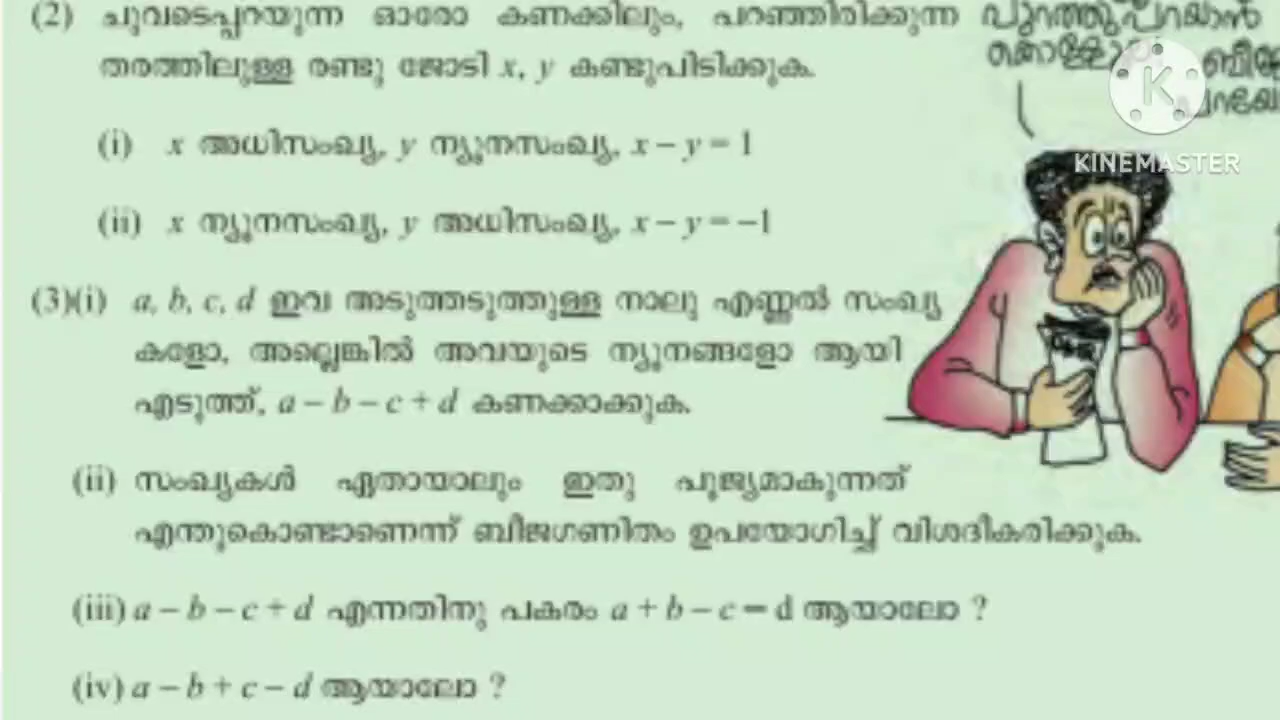 (2) ചുവടെപ്പറയുന്ന ഓരോ കണക്കിലും, പറഞ്ഞിരിക്കുന്ന
തരത്തിലുള്ള രണ്ടു ജോടി x, y കണ്ടുപിടിക്കുക.
(i) x അധിസംഖ്യ, y ന്യൂനസംഖ്യ, x – y = 1
(ii) x ന്യൂനസംഖ്യ, y അധിസംഖ്യ, x – y = –1
(3)(i) a, b, c, d ഇവ അടുത്തടുത്തുള്ള നാലു എണ്ണൽ സംഖ്യ
കളോ, അല്ലെങ്കിൽ അവയുടെ ന്യൂനങ്ങളോ ആയി
എടുത്ത്, a – b – c + d കണക്കാക്കുക.
(ii) സംഖ്യകൾ ഏതായാലും ഇതു പൂജ്യമാകുന്നത്
എന്തുകൊണ്ടാണെന്ന് ബീജഗണിതം ഉപയോഗിച്ച് വിശദീകരിക്കുക.
(iii) a – b – c + d എന്നതിനു പകരം a + b – c – d ആയാലോ ?
(iv) a – b + c – d ആയാലോ ?
പുറത്തു പറയാൻ
K
KINEMASTER